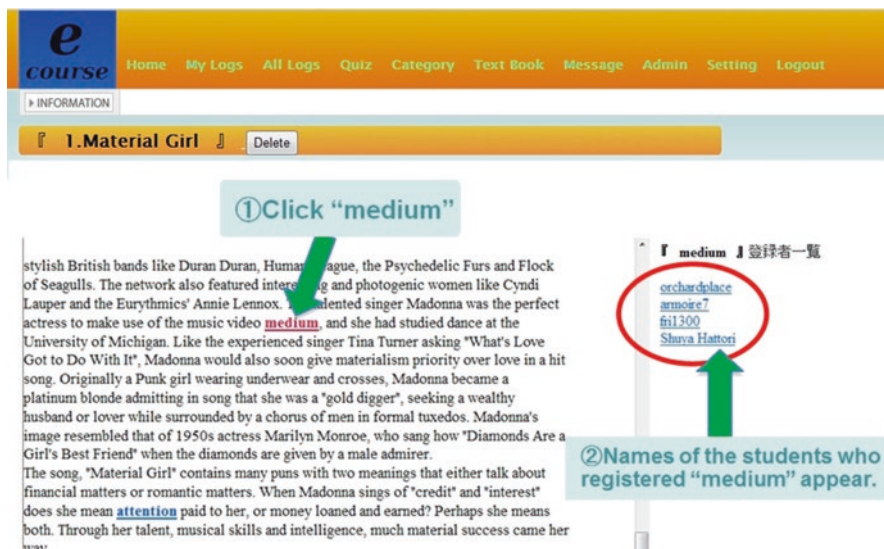 e
course
Home My Logs All Logs Quiz Category Text Book Message Admin Setting Logout
INFORMATION
『 1.Material Girl 』 Delete
①Click “medium”
stylish British bands like Duran Duran, Human ague, the Psychedelic Furs and Flock
of Seagulls. The network also featured intere g and photogenic women like Cyndi
Lauper and the Eurythmics' Annie Lennox. T alented singer Madonna was the perfect
actress to make use of the music video medium, and she had studied dance at the
University of Michigan. Like the experienced singer Tina Turner asking "What's Love
Got to Do With It", Madonna would also soon give materialism priority over love in a hit
song. Originally a Punk girl wearing underwear and crosses, Madonna became a
platinum blonde admitting in song that she was a "gold digger", seeking a wealthy
husband or lover while surrounded by a chorus of men in formal tuxedos. Madonna's
image resembled that of 1950s actress Marilyn Monroe, who sang how "Diamonds Are a
Girl's Best Friend" when the diamonds are given by a male admirer.
The song, "Material Girl" contains many puns with two meanings that either talk about
financial matters or romantic matters. When Madonna sings of "credit" and "interest"
does she mean attention paid to her, or money loaned and earned? Perhaps she means
both. Through her talent, musical skills and intelligence, much material success came her
『 medium 』登録者一覧
orchardplace
armoire7
fri1300
Shuya Hattori
②Names of the students who
registered “medium” appear.